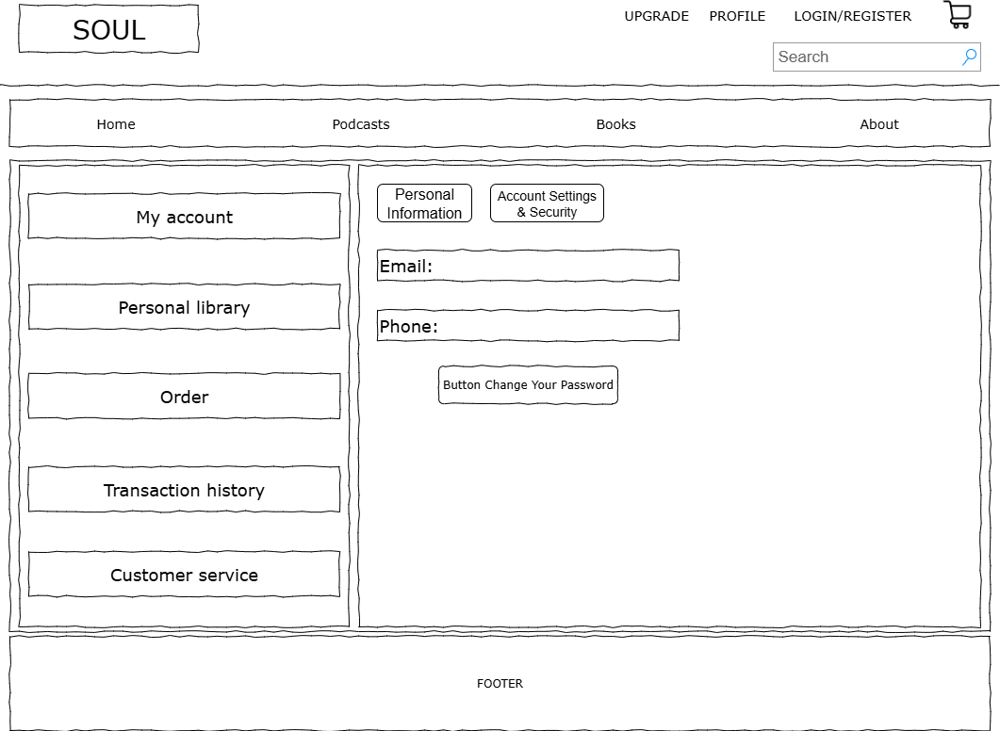 SOUL
UPGRADE PROFILE LOGIN/REGISTER
Search
Home Podcasts Books About
My account
Personal library
Order
Transaction history
Customer service
Personal
Information
Account Settings
& Security
Email:
Phone:
Button Change Your Password
FOOTER